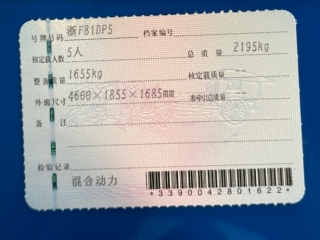 号牌号码 浙F81DP5 档案编号
核定载人数 5人 总质量 2195kg
整备质量 1655kg 核定载质量 --
外廓尺寸 4600×1855×1685mm 准牵引总质量 --
备注
检验记录
混合动力
*3390042801622*